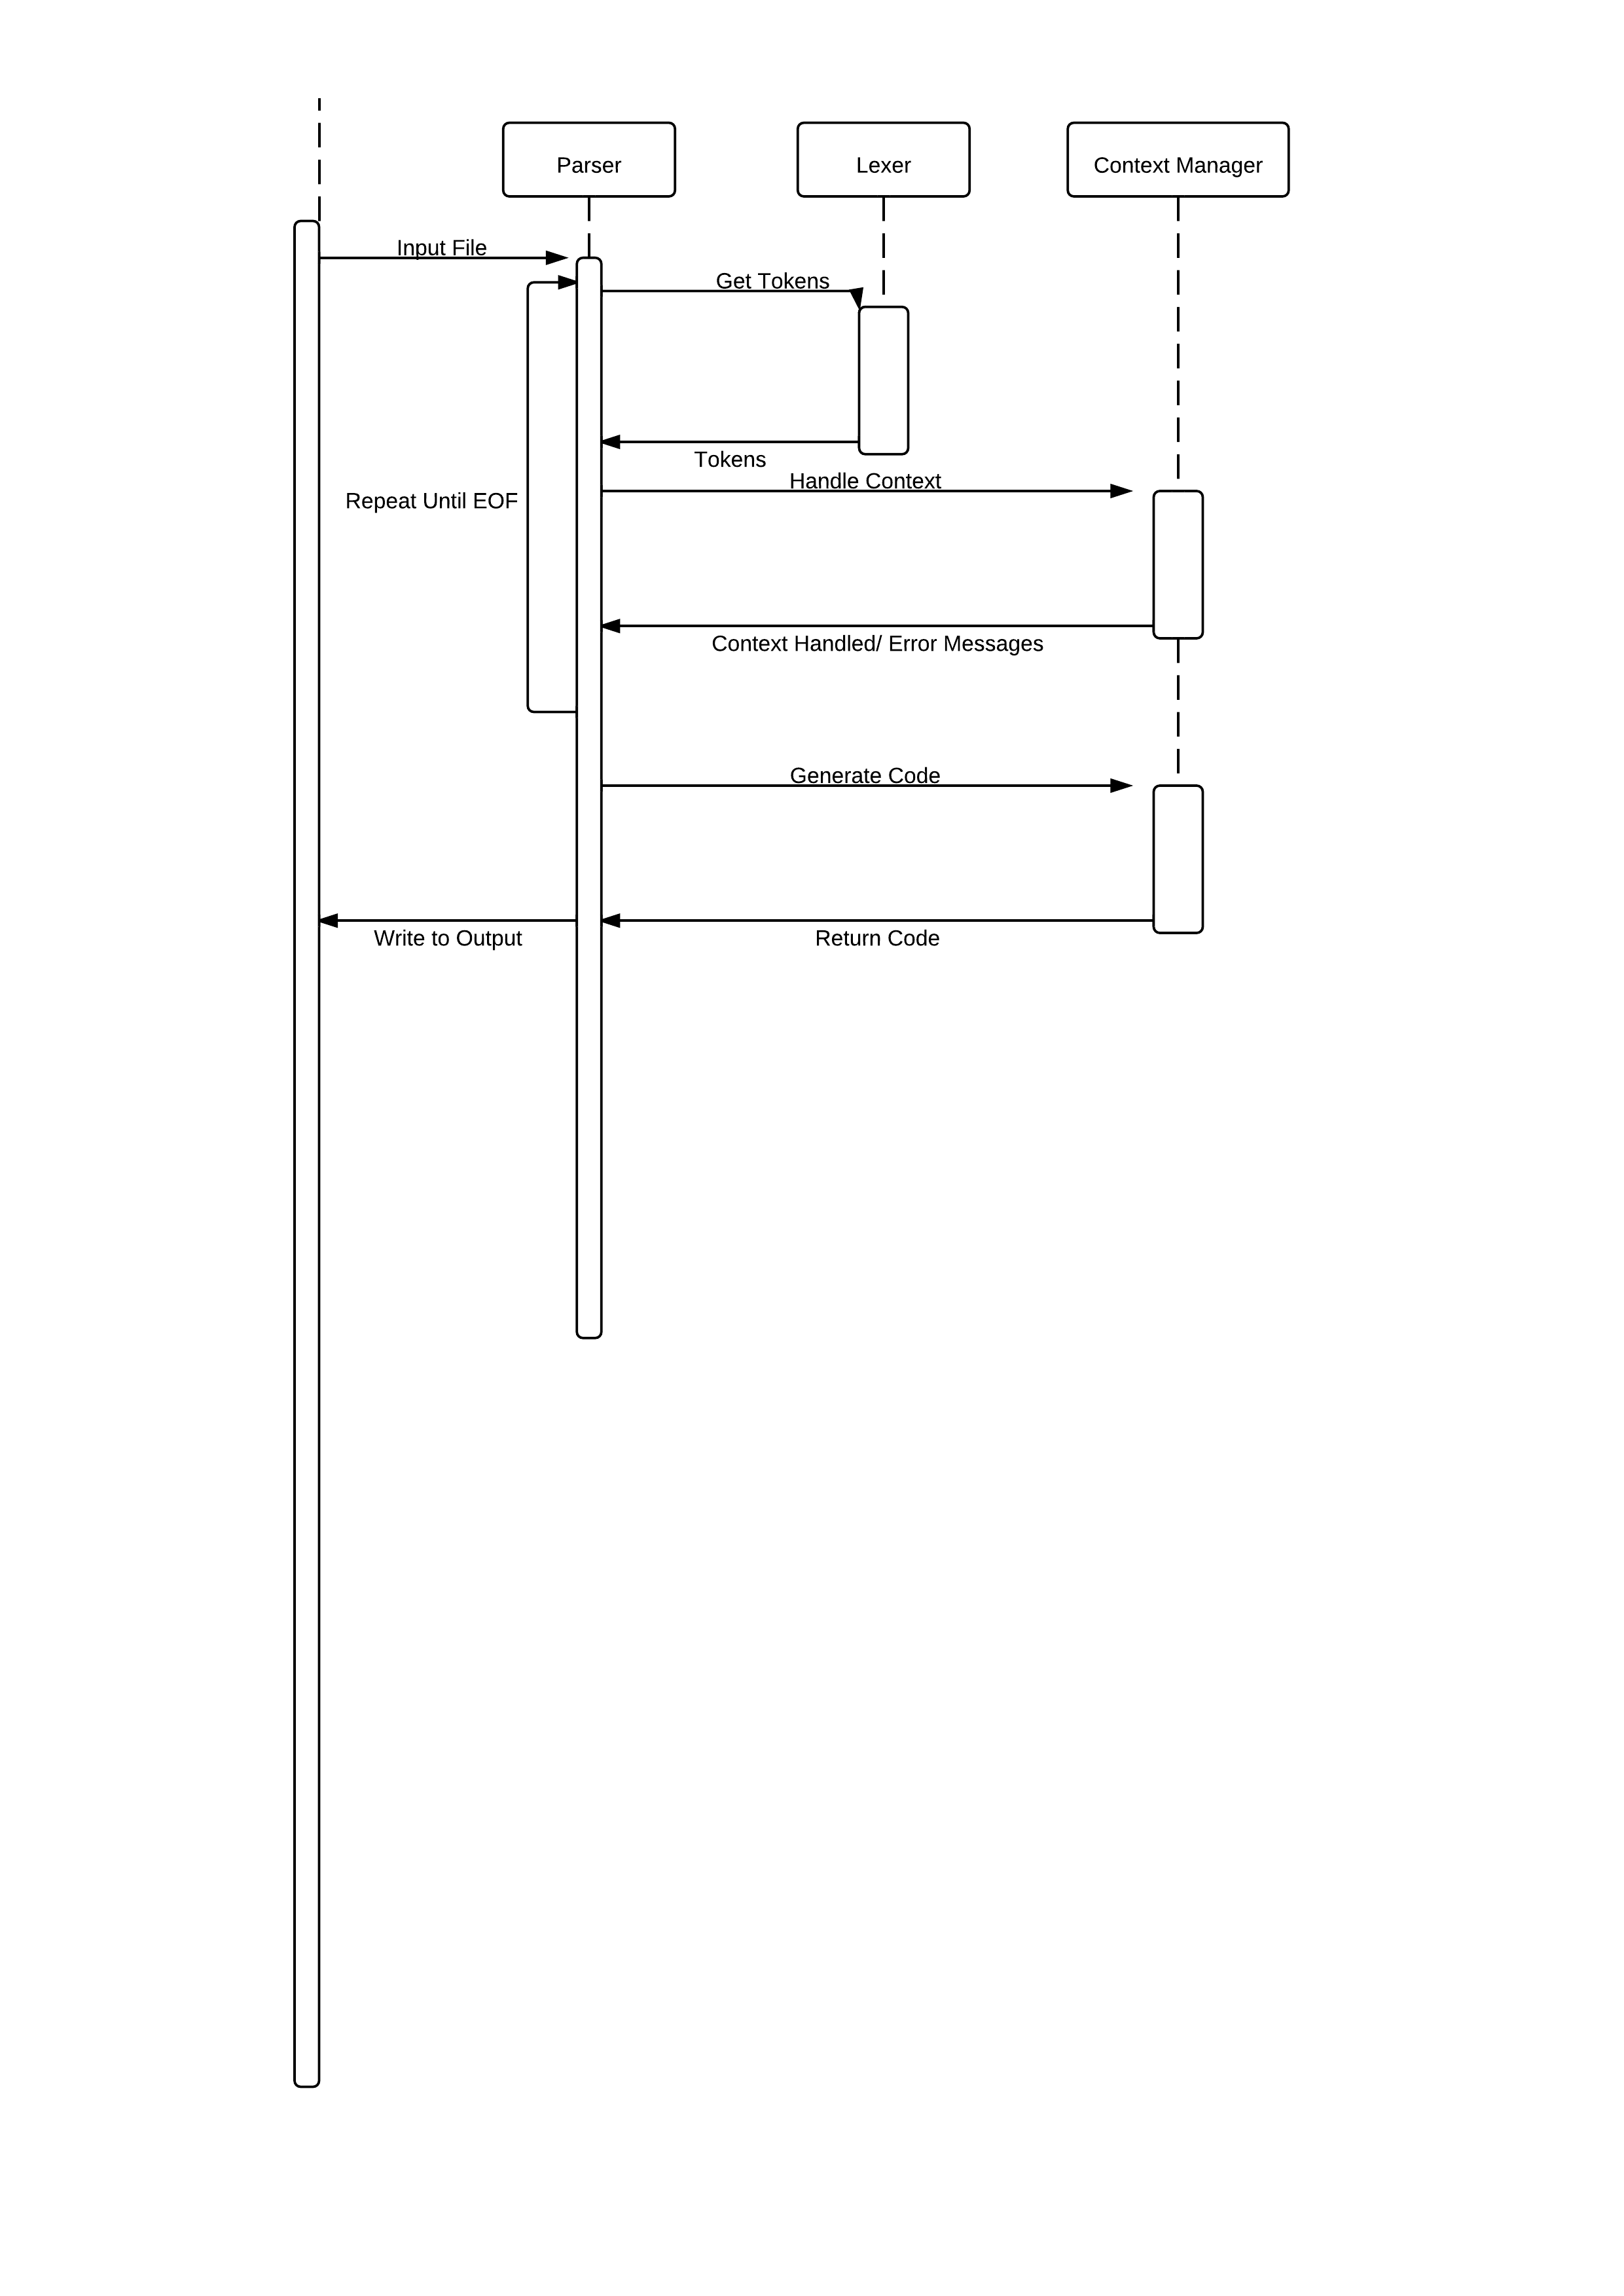 Parser
Lexer
Context Manager
Input File
Get Tokens
Tokens
Handle Context
Repeat Until EOF
Context Handled/ Error Messages
Generate Code
Write to Output
Return Code